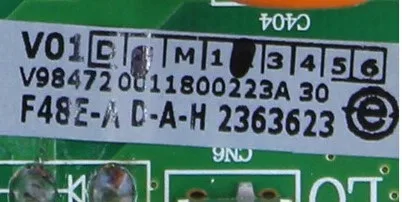 C404
V01 D M 1 3 4 5 6
V98472 0011800223A 30
F48E-A D-A-H 2363623
CN6